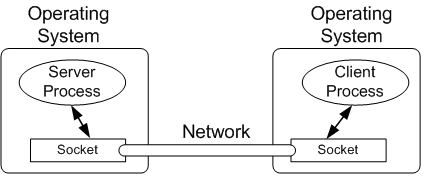 Operating
System
Server
Process
Socket
Network
Operating
System
Client
Process
Socket